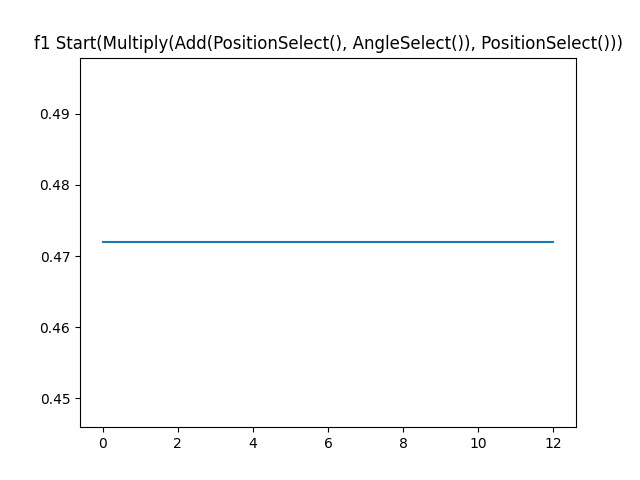 f1 Start(Multiply(Add(PositionSelect(), AngleSelect()), PositionSelect()))
0.49
0.48
0.47
0.46
0.45
0 2 4 6 8 10 12